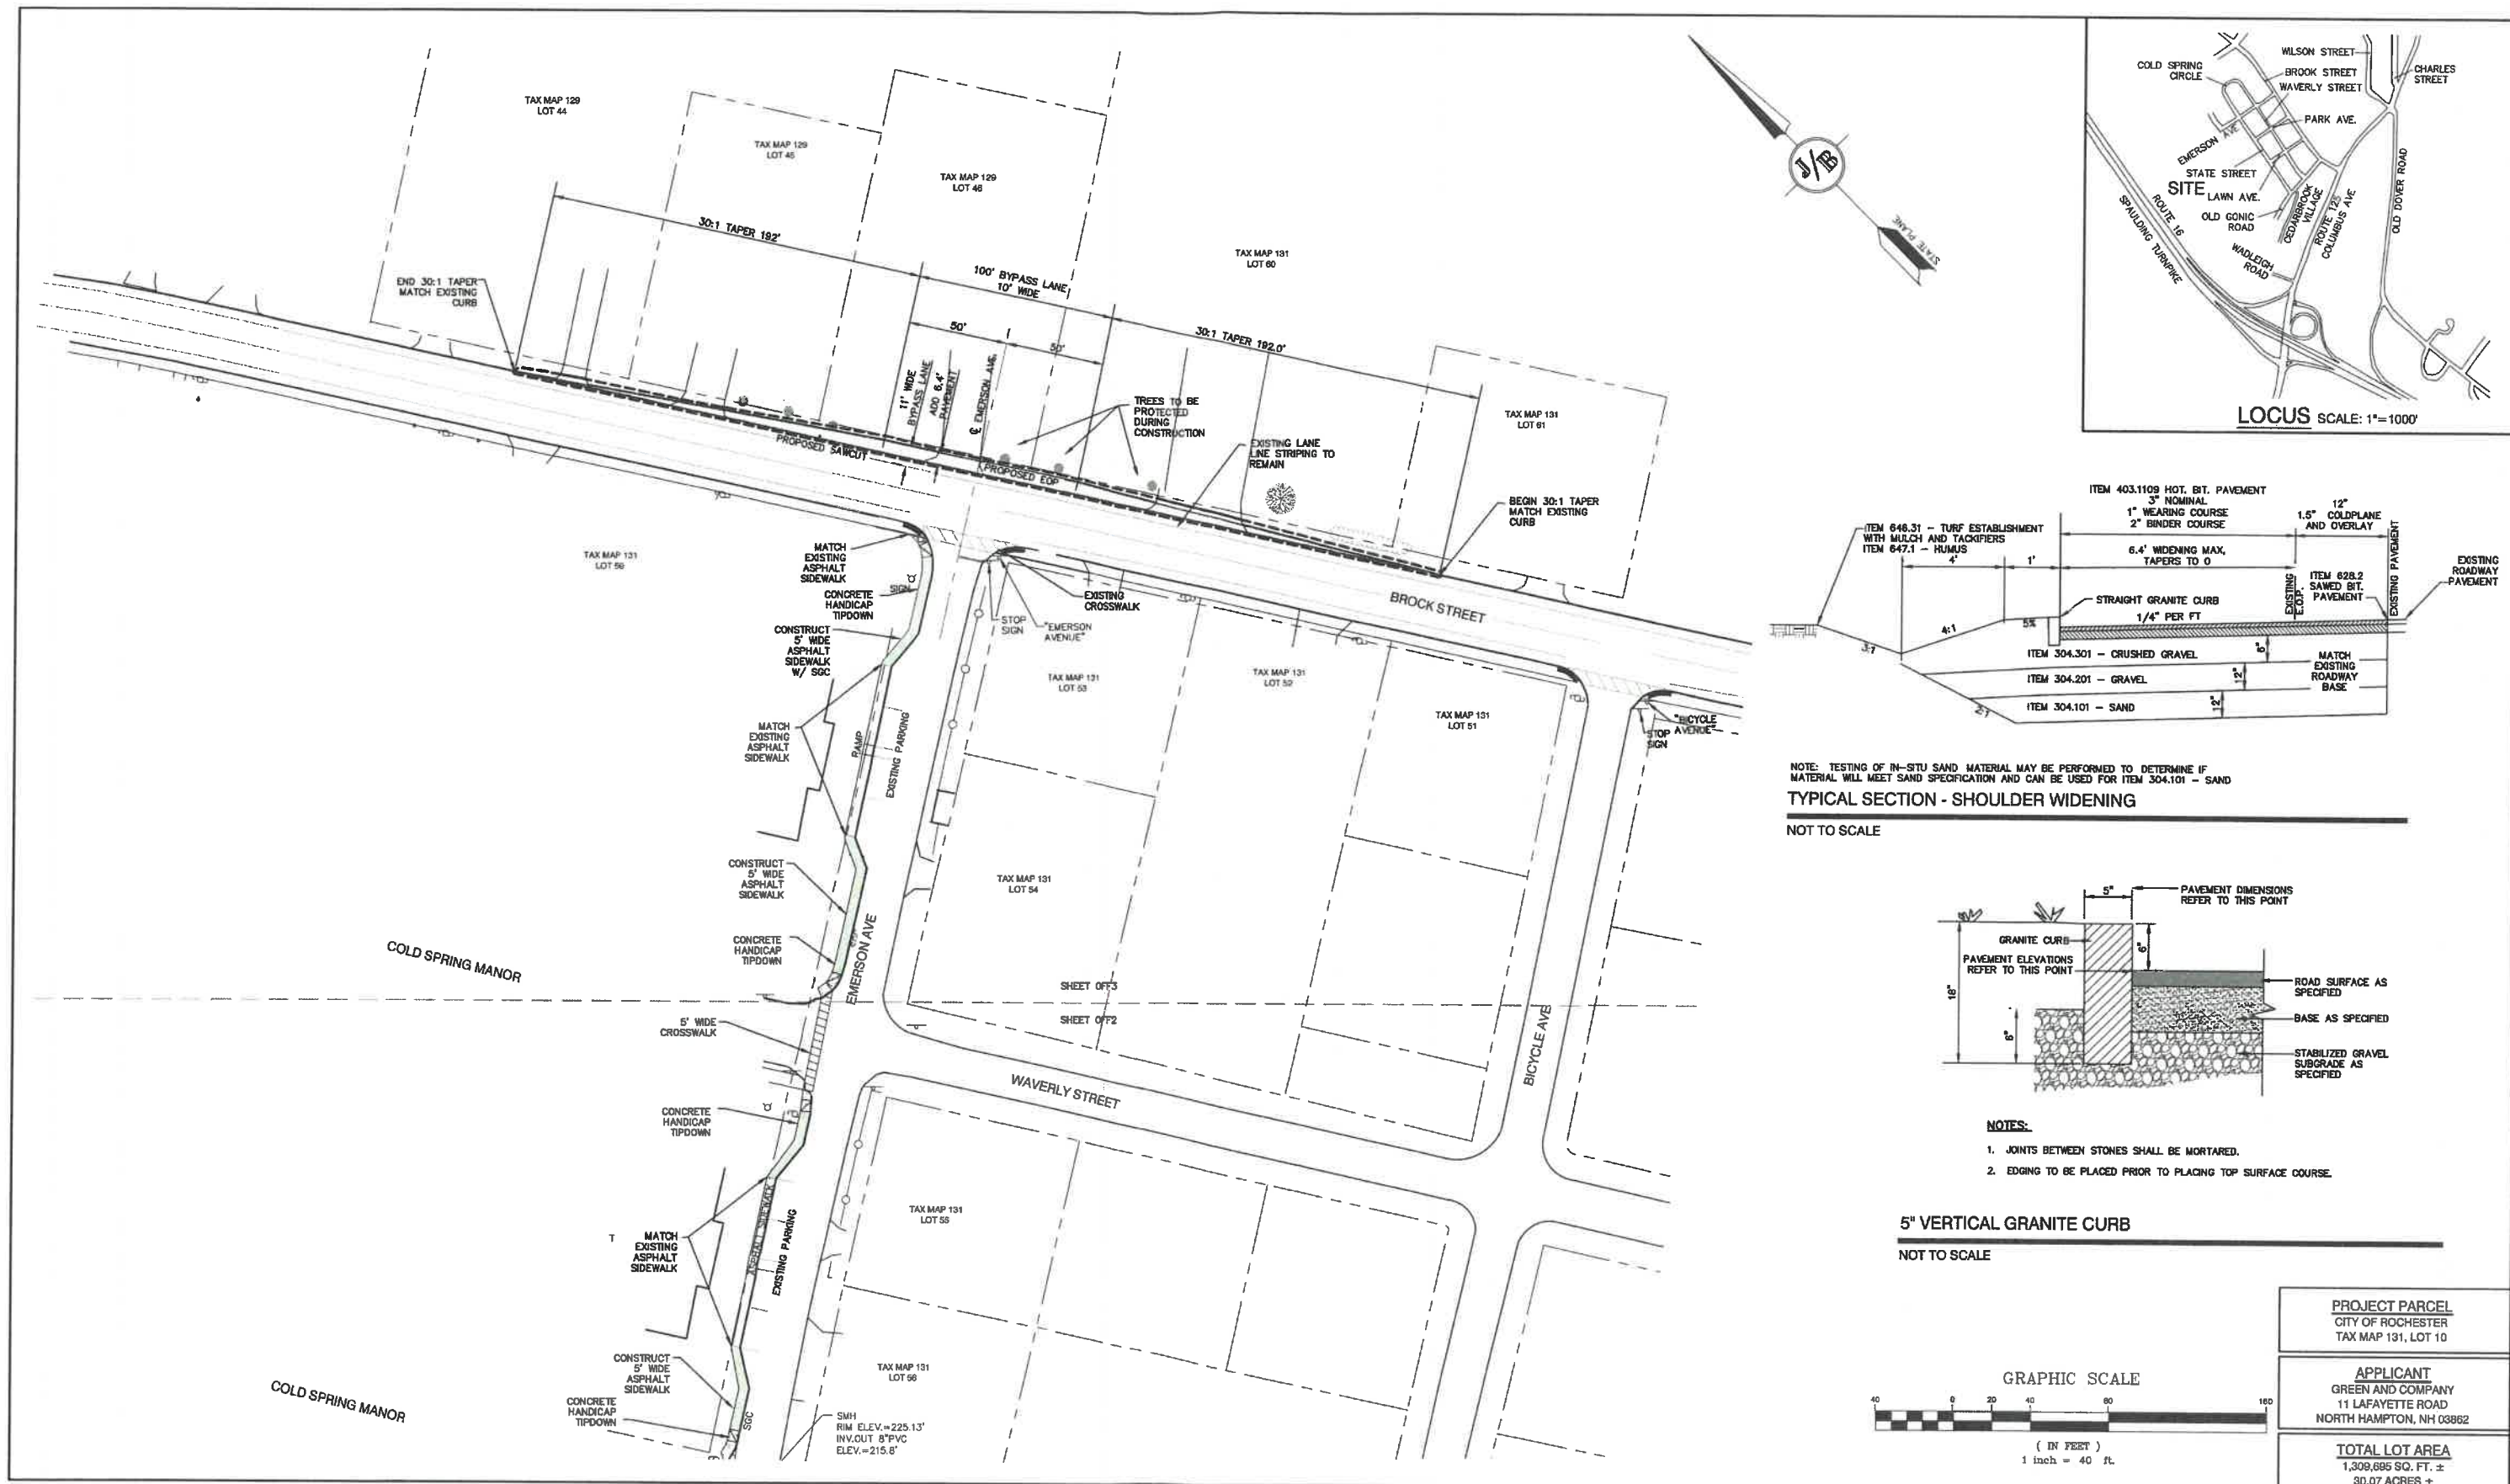 TAX MAP 129
LOT 44
TAX MAP 129
LOT 45
TAX MAP 129
LOT 46
TAX MAP 131
LOT 60
30:1 TAPER 192'
100' BYPASS LANE
10' WIDE
30:1 TAPER 192.0'
50'
50'
END 30:1 TAPER
MATCH EXISTING
CURB
11' WIDE
BYPASS LANE
ADD 6.4'
PAVEMENT
℄ EMERSON AVE.
TREES TO BE
PROTECTED
DURING
CONSTRUCTION
EXISTING LANE
LINE STRIPING TO
REMAIN
TAX MAP 131
LOT 61
BEGIN 30:1 TAPER
MATCH EXISTING
CURB
PROPOSED SAWCUT
PROPOSED EOP
J/B
STATE PLANE
TAX MAP 131
LOT 50
MATCH
EXISTING
ASPHALT
SIDEWALK
SIGN
CONCRETE
HANDICAP
TIPDOWN
CONSTRUCT
5' WIDE
ASPHALT
SIDEWALK
W/ SGC
STOP
SIGN
"EMERSON
AVENUE"
EXISTING
CROSSWALK
BROCK STREET
TAX MAP 131
LOT 53
TAX MAP 131
LOT 52
TAX MAP 131
LOT 51
STOP
SIGN
"BICYCLE
AVENUE"
MATCH
EXISTING
ASPHALT
SIDEWALK
RAMP
EXISTING PARKING
CONSTRUCT
5' WIDE
ASPHALT
SIDEWALK
TAX MAP 131
LOT 54
CONCRETE
HANDICAP
TIPDOWN
EMERSON AVE
COLD SPRING MANOR
SHEET OFF3
SHEET OFF2
5' WIDE
CROSSWALK
WAVERLY STREET
BICYCLE AVE
CONCRETE
HANDICAP
TIPDOWN
TAX MAP 131
LOT 55
ASPHALT SIDEWALK
EXISTING PARKING
T
MATCH
EXISTING
ASPHALT
SIDEWALK
TAX MAP 131
LOT 56
CONSTRUCT
5' WIDE
ASPHALT
SIDEWALK
CONCRETE
HANDICAP
TIPDOWN
SGC
COLD SPRING MANOR
SMH
RIM ELEV.=225.13'
INV.OUT 8"PVC
ELEV.=215.8'
WILSON STREET
COLD SPRING
CIRCLE
BROOK STREET
CHARLES
STREET
WAVERLY STREET
PARK AVE.
EMERSON AVE
STATE STREET
SITE
LAWN AVE.
OLD GONIC
ROAD
CEDARBROOK
VILLAGE
ROUTE 125
COLUMBUS AVE
OLD DOVER ROAD
ROUTE 16
SPAULDING TURNPIKE
WADLEIGH
ROAD
LOCUS SCALE: 1"=1000'
ITEM 403.1109 HOT. BIT. PAVEMENT
3" NOMINAL
1" WEARING COURSE
2" BINDER COURSE
12"
1.5" COLDPLANE
AND OVERLAY
ITEM 646.31 - TURF ESTABLISHMENT
WITH MULCH AND TACKIFIERS
ITEM 647.1 - HUMUS
4'
1'
6.4' WIDENING MAX,
TAPERS TO 0
EXISTING PAVEMENT
EXISTING
ROADWAY
PAVEMENT
EXISTING
E.O.P.
ITEM 628.2
SAWED BIT.
PAVEMENT
STRAIGHT GRANITE CURB
1/4" PER FT
3:1
4:1
5%
ITEM 304.301 - CRUSHED GRAVEL
6"
MATCH
EXISTING
ROADWAY
BASE
ITEM 304.201 - GRAVEL
12"
ITEM 304.101 - SAND
12"
2:1
NOTE: TESTING OF IN-SITU SAND MATERIAL MAY BE PERFORMED TO DETERMINE IF
MATERIAL WILL MEET SAND SPECIFICATION AND CAN BE USED FOR ITEM 304.101 - SAND
TYPICAL SECTION - SHOULDER WIDENING
NOT TO SCALE
5"
PAVEMENT DIMENSIONS
REFER TO THIS POINT
GRANITE CURB
6"
PAVEMENT ELEVATIONS
REFER TO THIS POINT
ROAD SURFACE AS
SPECIFIED
18"
BASE AS SPECIFIED
6"
STABILIZED GRAVEL
SUBGRADE AS
SPECIFIED
NOTES:
1. JOINTS BETWEEN STONES SHALL BE MORTARED.
2. EDGING TO BE PLACED PRIOR TO PLACING TOP SURFACE COURSE.
5" VERTICAL GRANITE CURB
NOT TO SCALE
GRAPHIC SCALE
40 0 20 40 80 160
( IN FEET )
1 inch = 40 ft.
PROJECT PARCEL
CITY OF ROCHESTER
TAX MAP 131, LOT 10
APPLICANT
GREEN AND COMPANY
11 LAFAYETTE ROAD
NORTH HAMPTON, NH 03862
TOTAL LOT AREA
1,309,695 SQ. FT. ±
30.07 ACRES ±